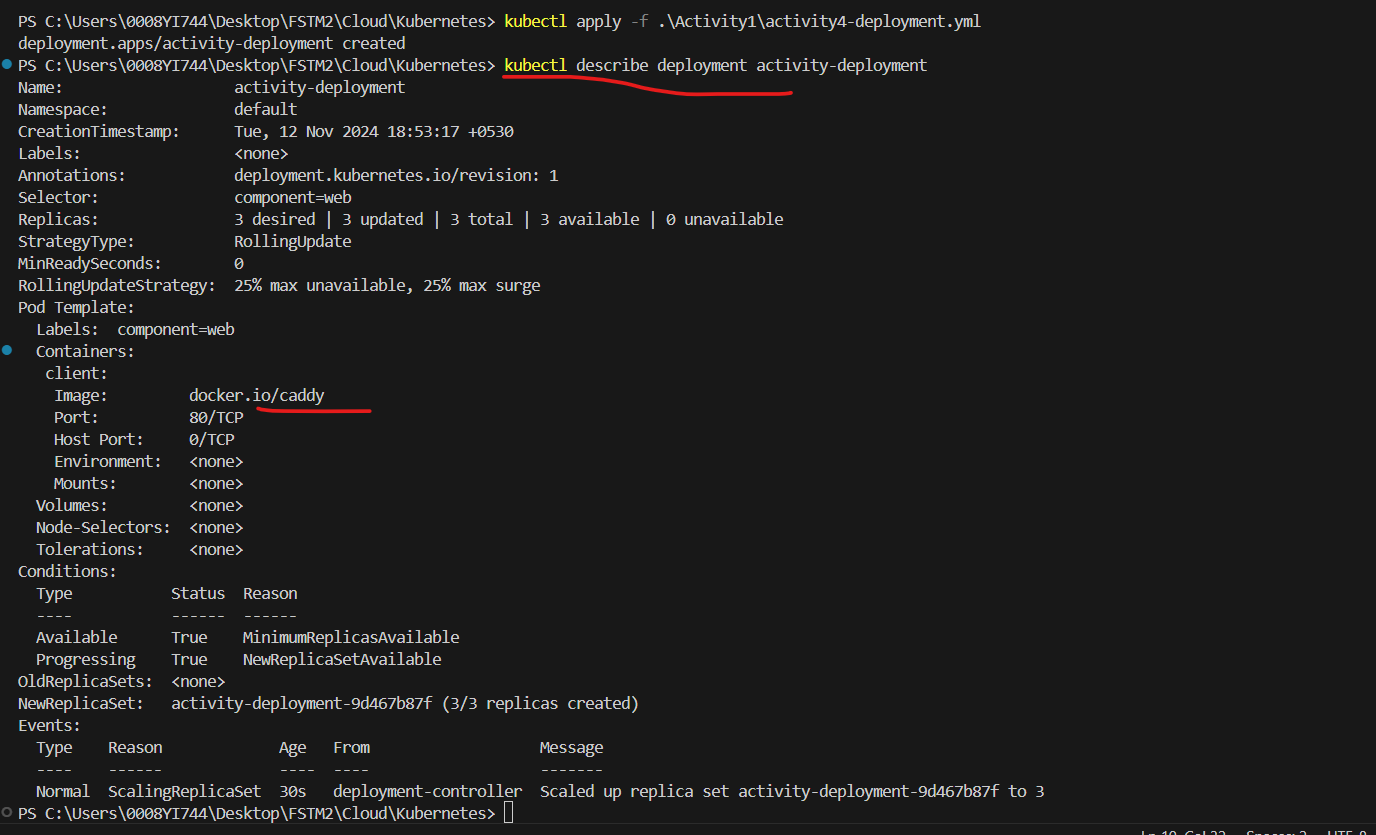 PS C:\Users\0008YI744\Desktop\FSTM2\Cloud\Kubernetes> kubectl apply -f .\Activity1\activity4-deployment.yml
deployment.apps/activity-deployment created
PS C:\Users\0008YI744\Desktop\FSTM2\Cloud\Kubernetes> kubectl describe deployment activity-deployment
Name:                   activity-deployment
Namespace:              default
CreationTimestamp:      Tue, 12 Nov 2024 18:53:17 +0530
Labels:                 <none>
Annotations:            deployment.kubernetes.io/revision: 1
Selector:               component=web
Replicas:               3 desired | 3 updated | 3 total | 3 available | 0 unavailable
StrategyType:           RollingUpdate
MinReadySeconds:        0
RollingUpdateStrategy:  25% max unavailable, 25% max surge
Pod Template:
  Labels:  component=web
  Containers:
   client:
    Image:         docker.io/caddy
    Port:          80/TCP
    Host Port:     0/TCP
    Environment:   <none>
    Mounts:        <none>
  Volumes:         <none>
  Node-Selectors:  <none>
  Tolerations:     <none>
Conditions:
  Type           Status  Reason
  ----           ------  ------
  Available      True    MinimumReplicasAvailable
  Progressing    True    NewReplicaSetAvailable
OldReplicaSets:  <none>
NewReplicaSet:   activity-deployment-9d467b87f (3/3 replicas created)
Events:
  Type    Reason             Age   From                   Message
  ----    ------             ----  ----                   -------
  Normal  ScalingReplicaSet  30s   deployment-controller  Scaled up replica set activity-deployment-9d467b87f to 3
PS C:\Users\0008YI744\Desktop\FSTM2\Cloud\Kubernetes>